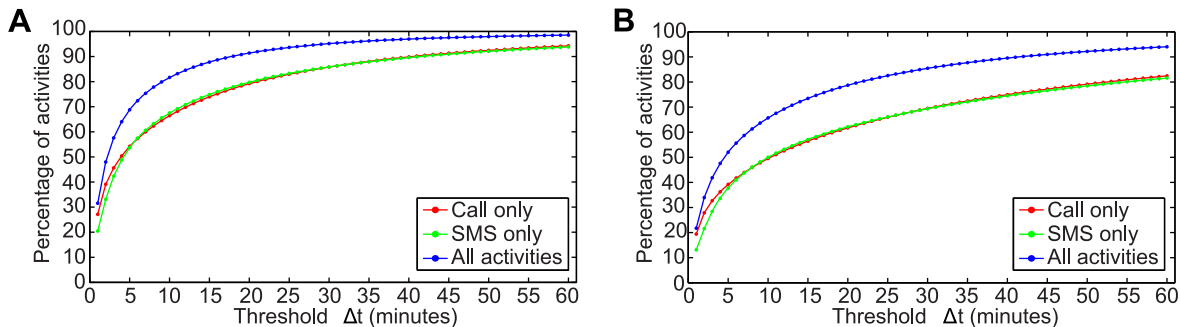 A
Percentage of activities
100
90
80
70
60
50
40
30
20
10
0
Call only
SMS only
All activities
0 5 10 15 20 25 30 35 40 45 50 55 60
Threshold Δt (minutes)
B
Percentage of activities
100
90
80
70
60
50
40
30
20
10
0
Call only
SMS only
All activities
0 5 10 15 20 25 30 35 40 45 50 55 60
Threshold Δt (minutes)